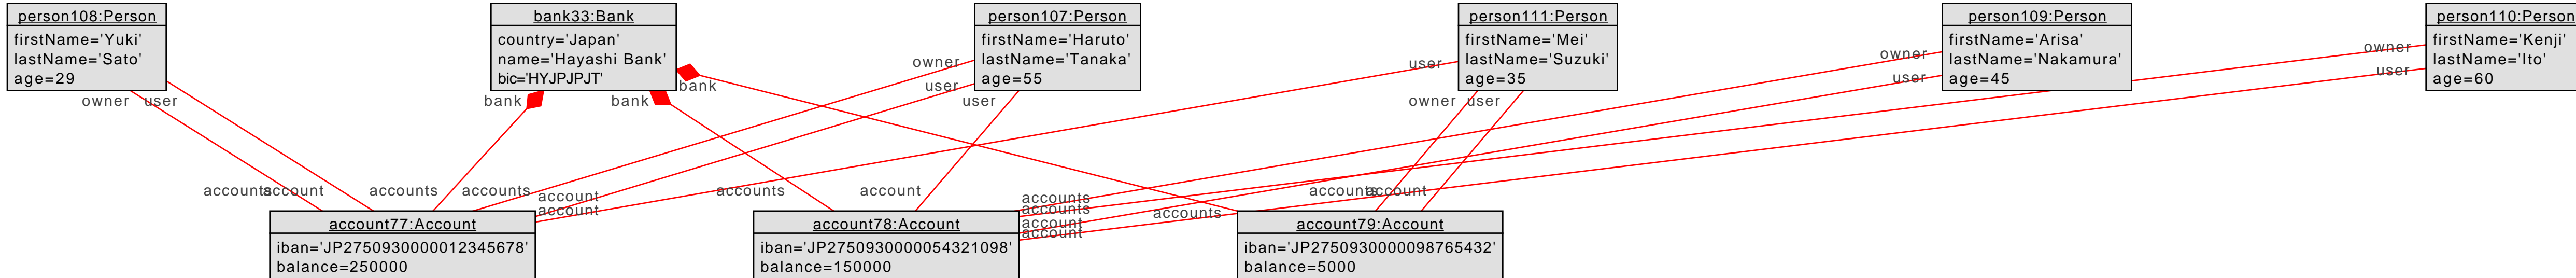 person108:Person
firstName='Yuki'
lastName='Sato'
age=29
bank33:Bank
country='Japan'
name='Hayashi Bank'
bic='HYJPJPJT'
person107:Person
firstName='Haruto'
lastName='Tanaka'
age=55
person111:Person
firstName='Mei'
lastName='Suzuki'
age=35
person109:Person
firstName='Arisa'
lastName='Nakamura'
age=45
person110:Person
firstName='Kenji'
lastName='Ito'
age=60
owner
user
bank
bank
bank
owner
user
user
user
owner
user
owner
user
owner
user
accounts
account
accounts
accounts
account
account
accounts
account
accounts
accounts
account
account
accounts
accounts
account
account77:Account
iban='JP2750930000012345678'
balance=250000
account78:Account
iban='JP2750930000054321098'
balance=150000
account79:Account
iban='JP2750930000098765432'
balance=5000